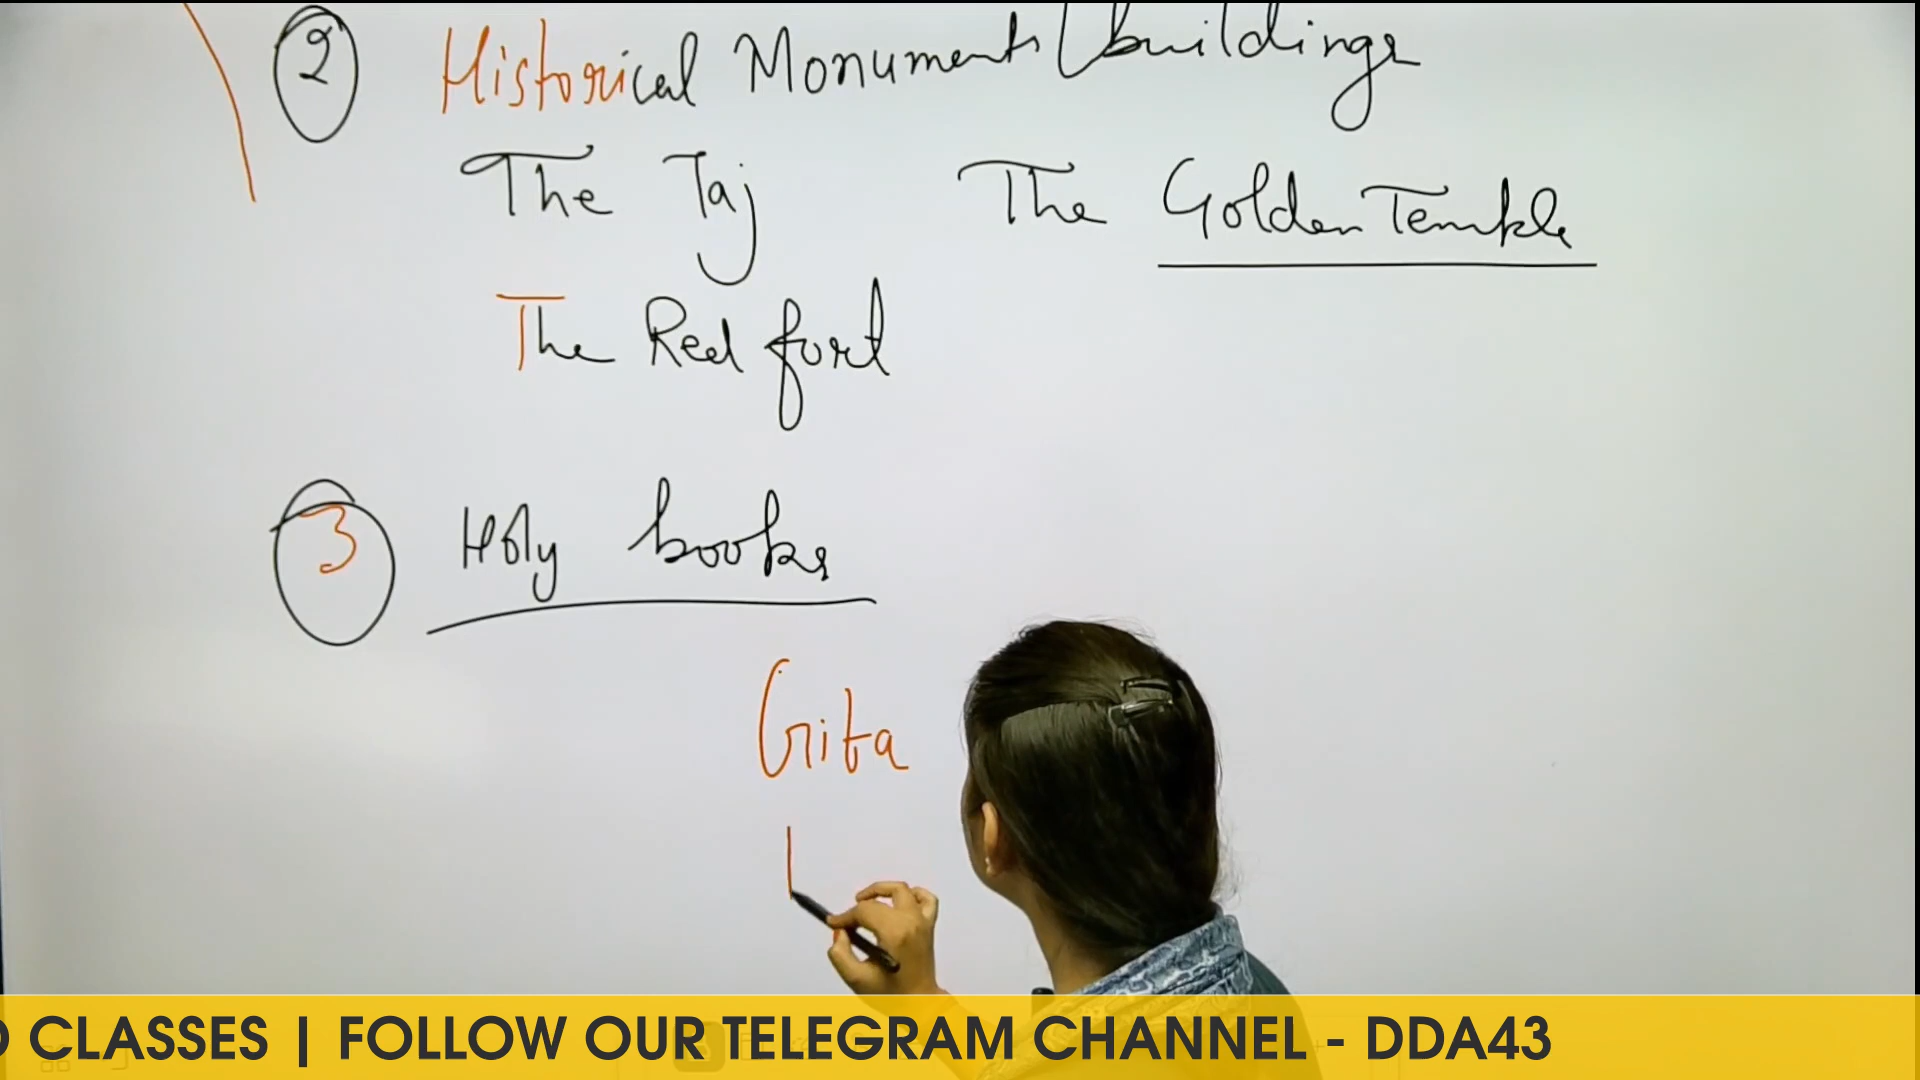 2 Historical Monuments / buildings
The Taj The Golden Temple
The Red fort
3 Holy books
Gita
CLASSES | FOLLOW OUR TELEGRAM CHANNEL - DDA43